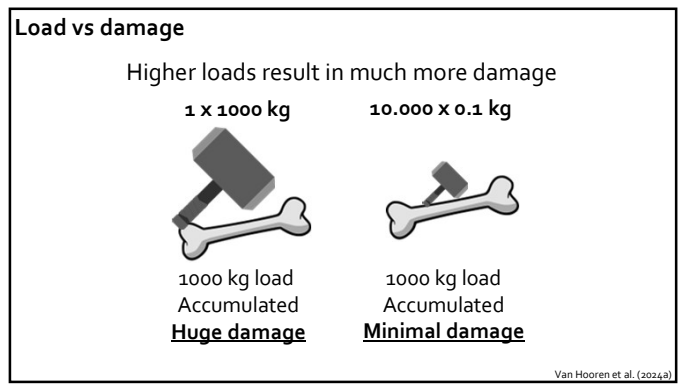 Load vs damage
Higher loads result in much more damage
1 x 1000 kg
10.000 x 0.1 kg
1000 kg load
Accumulated
Huge damage
1000 kg load
Accumulated
Minimal damage
Van Hooren et al. (2024a)